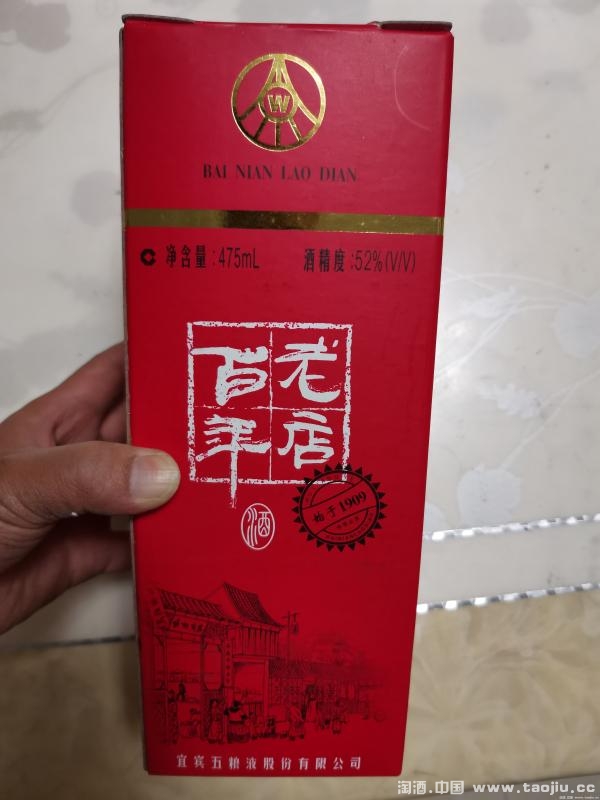 W
BAI NIAN LAO DIAN
净含量:475mL 酒精度:52%(V/V)
百年
老店
酒
始于1909
宜宾五粮液股份有限公司
淘酒.中国 www.taojiu.cc